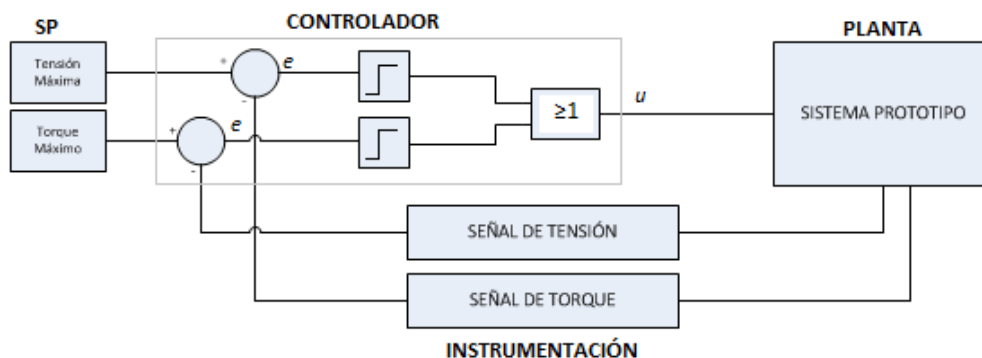 SP
CONTROLADOR
PLANTA
Tensión
Máxima
+
-
e
≥1
u
SISTEMA PROTOTIPO
Torque
Máximo
+
-
e
SEÑAL DE TENSIÓN
SEÑAL DE TORQUE
INSTRUMENTACIÓN